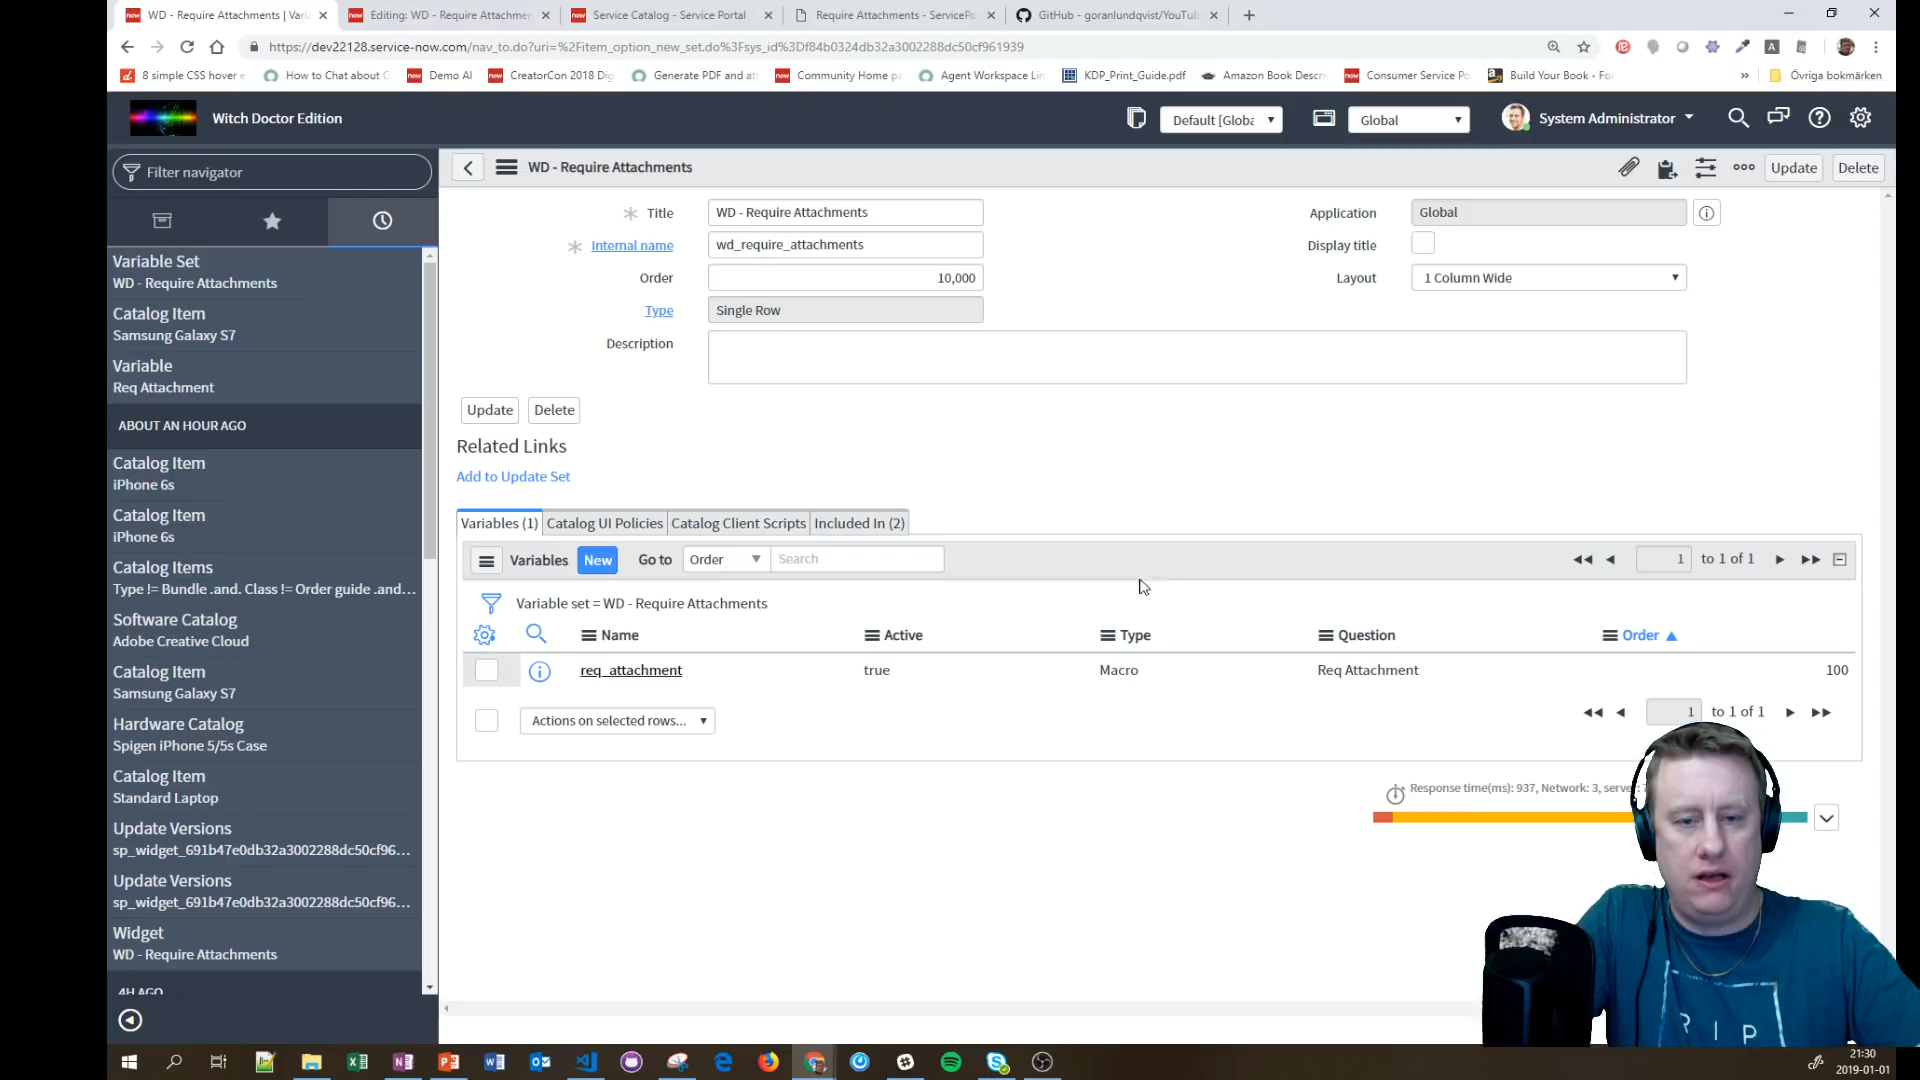 WD - Require Attachments | Vari
Editing: WD - Require Attachmen
Service Catalog - Service Portal
Require Attachments - ServicePo
GitHub - goranlundqvist/YouTub
https://dev22128.service-now.com/nav_to.do?uri=%2Fitem_option_new_set.do%3Fsys_id%3Df84b0324db32a3002288dc50cf961939
8 simple CSS hover e
How to Chat about C
Demo AI
CreatorCon 2018 Dig
Generate PDF and at
Community Home pa
Agent Workspace Lin
KDP_Print_Guide.pdf
Amazon Book Descri
Consumer Service Po
Build Your Book - For
»
Övriga bokmärken
Witch Doctor Edition
Default [Globa
Global
System Administrator
Filter navigator
WD - Require Attachments
Update
Delete
Variable Set
WD - Require Attachments
Catalog Item
Samsung Galaxy S7
Variable
Req Attachment
ABOUT AN HOUR AGO
Catalog Item
iPhone 6s
Catalog Item
iPhone 6s
Catalog Items
Type != Bundle .and. Class != Order guide .and...
Software Catalog
Adobe Creative Cloud
Catalog Item
Samsung Galaxy S7
Hardware Catalog
Spigen iPhone 5/5s Case
Catalog Item
Standard Laptop
Update Versions
sp_widget_691b47e0db32a3002288dc50cf96...
Update Versions
sp_widget_691b47e0db32a3002288dc50cf96...
Widget
WD - Require Attachments
4H AGO
Title
WD - Require Attachments
Application
Global
Internal name
wd_require_attachments
Display title
Order
10,000
Layout
1 Column Wide
Type
Single Row
Description
Update
Delete
Related Links
Add to Update Set
Variables (1)
Catalog UI Policies
Catalog Client Scripts
Included In (2)
Variables
New
Go to
Order
Search
1 to 1 of 1
Variable set = WD - Require Attachments
Name
Active
Type
Question
Order
req_attachment
true
Macro
Req Attachment
100
Actions on selected rows...
1 to 1 of 1
Response time(ms): 937, Network: 3, server:
R I P
21:30
2019-01-01